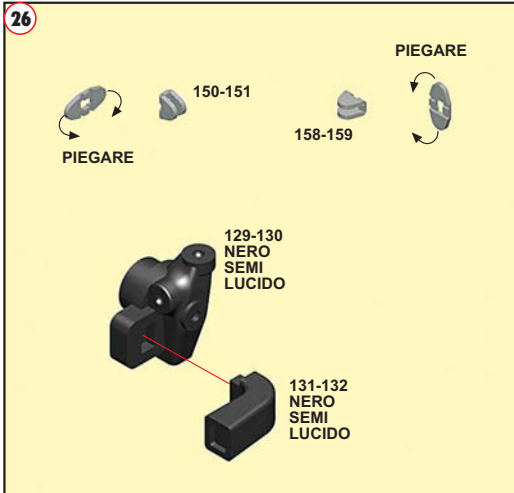 26
PIEGARE
150-151
158-159
PIEGARE
129-130
NERO
SEMI
LUCIDO
131-132
NERO
SEMI
LUCIDO